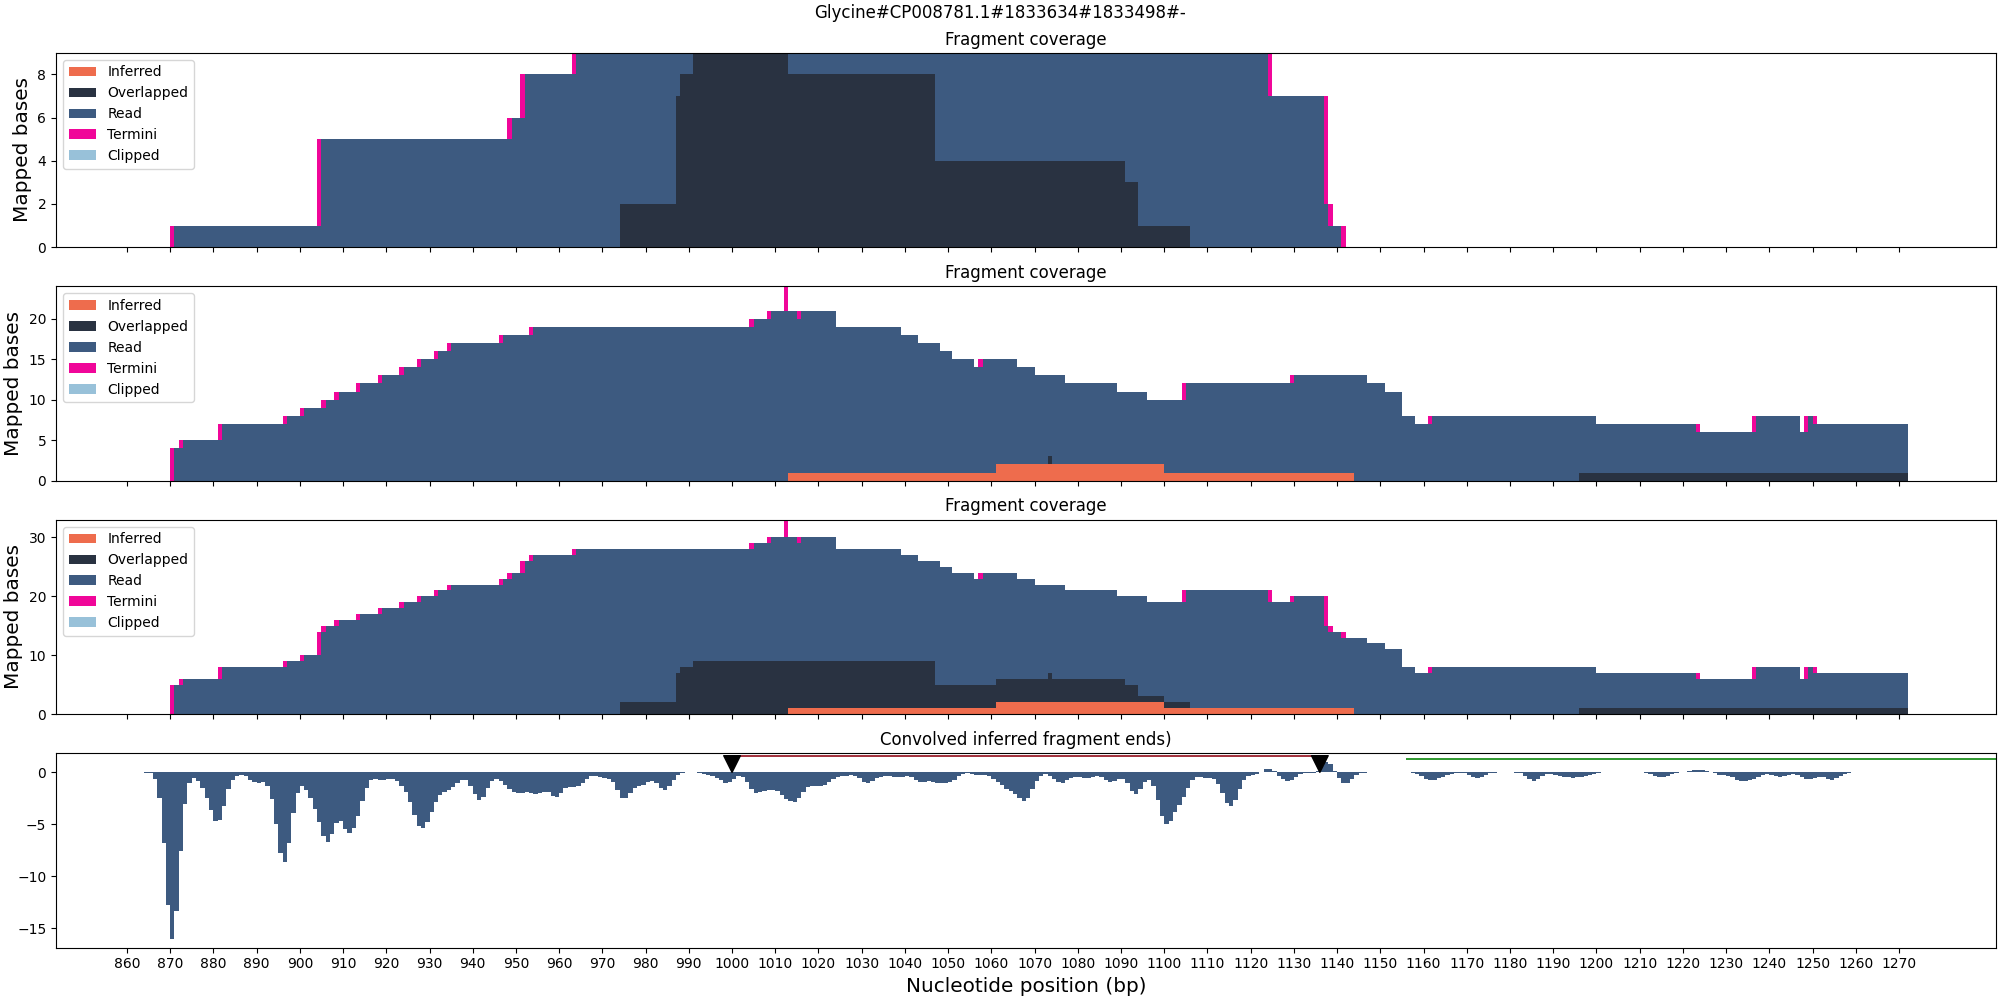 Glycine#CP008781.1#1833634#1833498#-
Fragment coverage
Mapped bases
8
6
4
2
0
Inferred
Overlapped
Read
Termini
Clipped
Fragment coverage
Mapped bases
20
15
10
5
0
Inferred
Overlapped
Read
Termini
Clipped
Fragment coverage
Mapped bases
30
20
10
0
Inferred
Overlapped
Read
Termini
Clipped
Convolved inferred fragment ends)
0
−5
−10
−15
860 870 880 890 900 910 920 930 940 950 960 970 980 990 1000 1010 1020 1030 1040 1050 1060 1070 1080 1090 1100 1110 1120 1130 1140 1150 1160 1170 1180 1190 1200 1210 1220 1230 1240 1250 1260 1270
Nucleotide position (bp)